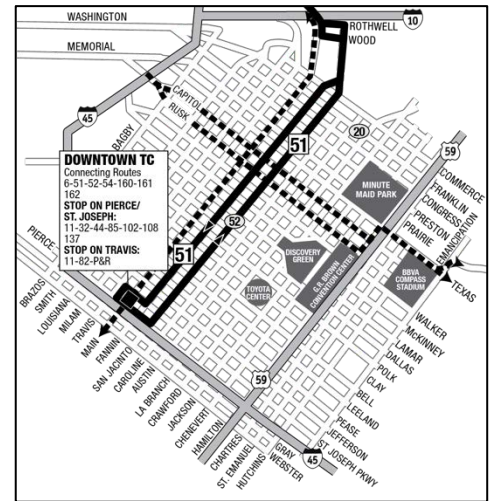 WASHINGTON
MEMORIAL
10
ROTHWELL
WOOD
45
CAPITOL
RUSK
BAGBY
20
51
59
COMMERCE
FRANKLIN
CONGRESS
PRESTON
PRAIRIE
EMANCIPATION
TEXAS
MINUTE
MAID PARK
DOWNTOWN TC
Connecting Routes
6-51-52-54-160-161
162
STOP ON PIERCE/
ST. JOSEPH:
11-32-44-85-102-108
137
STOP ON TRAVIS:
11-82-P&R
52
51
DISCOVERY
GREEN
G.R. BROWN
CONVENTION CENTER
TOYOTA
CENTER
BBVA
COMPASS
STADIUM
PIERCE
BRAZOS
SMITH
LOUISIANA
MILAM
TRAVIS
MAIN
FANNIN
SAN JACINTO
CAROLINE
AUSTIN
LA BRANCH
CRAWFORD
JACKSON
CHENEVERT
HAMILTON
CHARTRES
ST. EMANUEL
HUTCHINS
59
WALKER
McKINNEY
LAMAR
DALLAS
POLK
CLAY
BELL
LEELAND
PEASE
JEFFERSON
ST JOSEPH PKWY
GRAY
WEBSTER
45